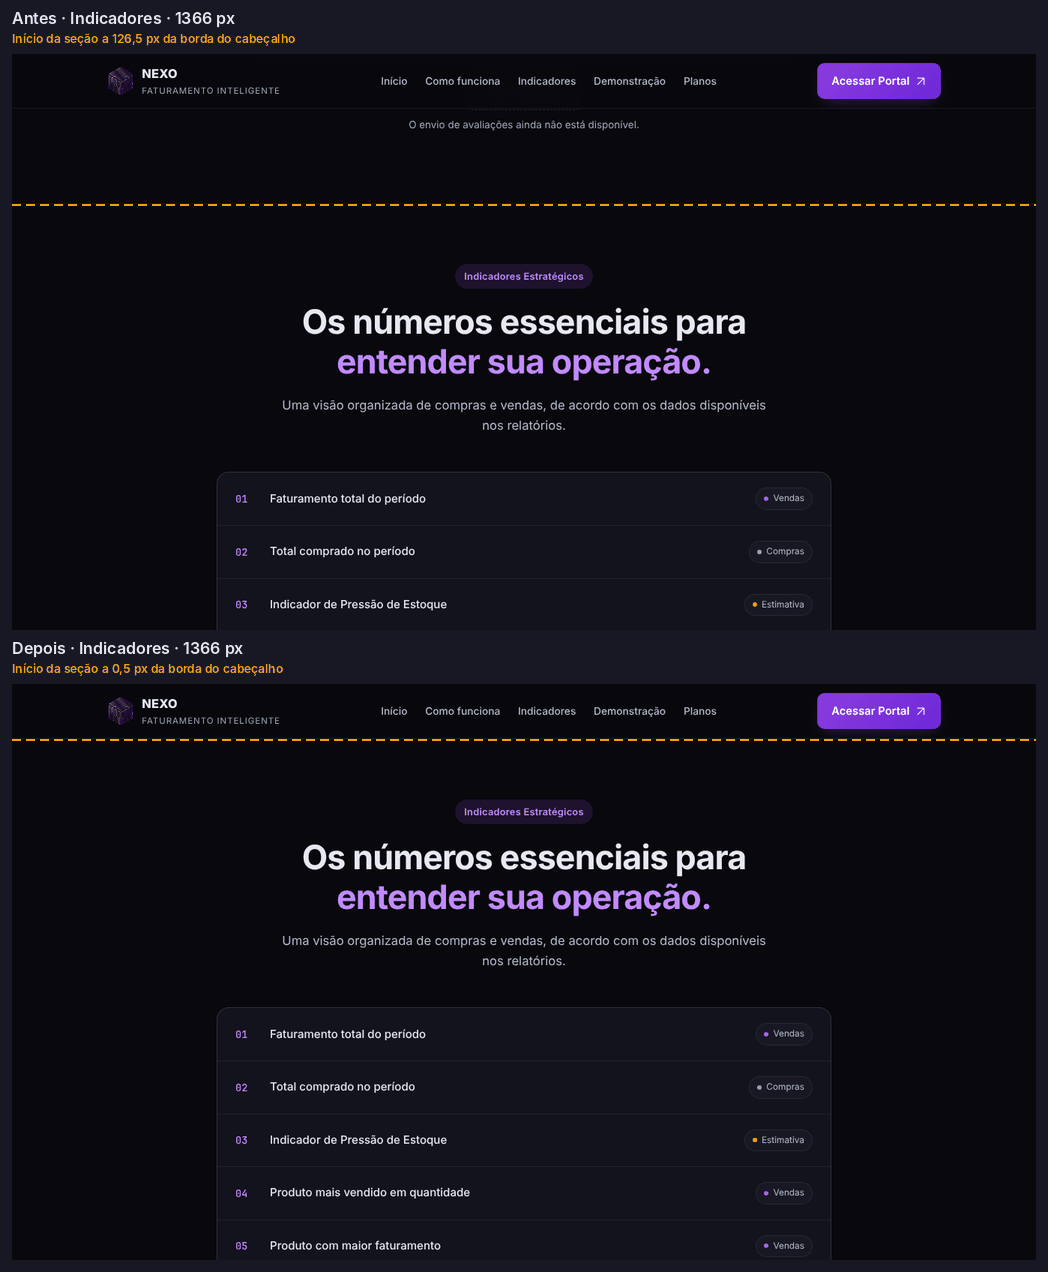 Antes · Indicadores · 1366 px
Início da seção a 126,5 px da borda do cabeçalho
NEXO
FATURAMENTO INTELIGENTE
Início Como funciona Indicadores Demonstração Planos
Acessar Portal
O envio de avaliações ainda não está disponível.
Indicadores Estratégicos
Os números essenciais para
entender sua operação.
Uma visão organizada de compras e vendas, de acordo com os dados disponíveis
nos relatórios.
01 Faturamento total do período Vendas
02 Total comprado no período Compras
03 Indicador de Pressão de Estoque Estimativa
Depois · Indicadores · 1366 px
Início da seção a 0,5 px da borda do cabeçalho
NEXO
FATURAMENTO INTELIGENTE
Início Como funciona Indicadores Demonstração Planos
Acessar Portal
Indicadores Estratégicos
Os números essenciais para
entender sua operação.
Uma visão organizada de compras e vendas, de acordo com os dados disponíveis
nos relatórios.
01 Faturamento total do período Vendas
02 Total comprado no período Compras
03 Indicador de Pressão de Estoque Estimativa
04 Produto mais vendido em quantidade Vendas
05 Produto com maior faturamento Vendas